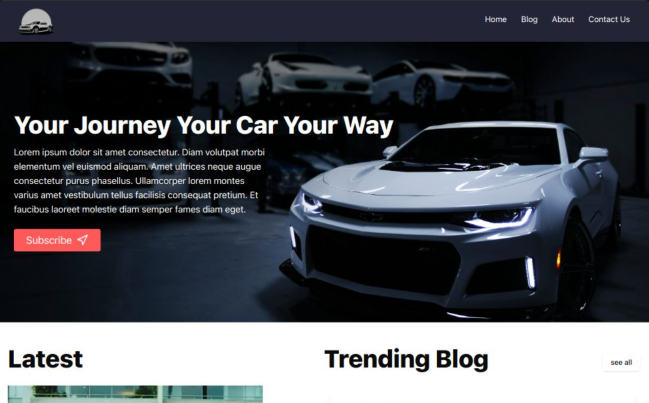 Home Blog About Contact Us
Your Journey Your Car Your Way
Lorem ipsum dolor sit amet consectetur. Diam volutpat morbi
elementum vel euismod aliquam. Amet ultrices neque augue
consectetur purus phasellus. Ullamcorper lorem montes
varius amet vestibulum tellus facilisis consequat pretium. Et
faucibus laoreet molestie diam semper fames diam eget.
Subscribe
Latest
Trending Blog
see all